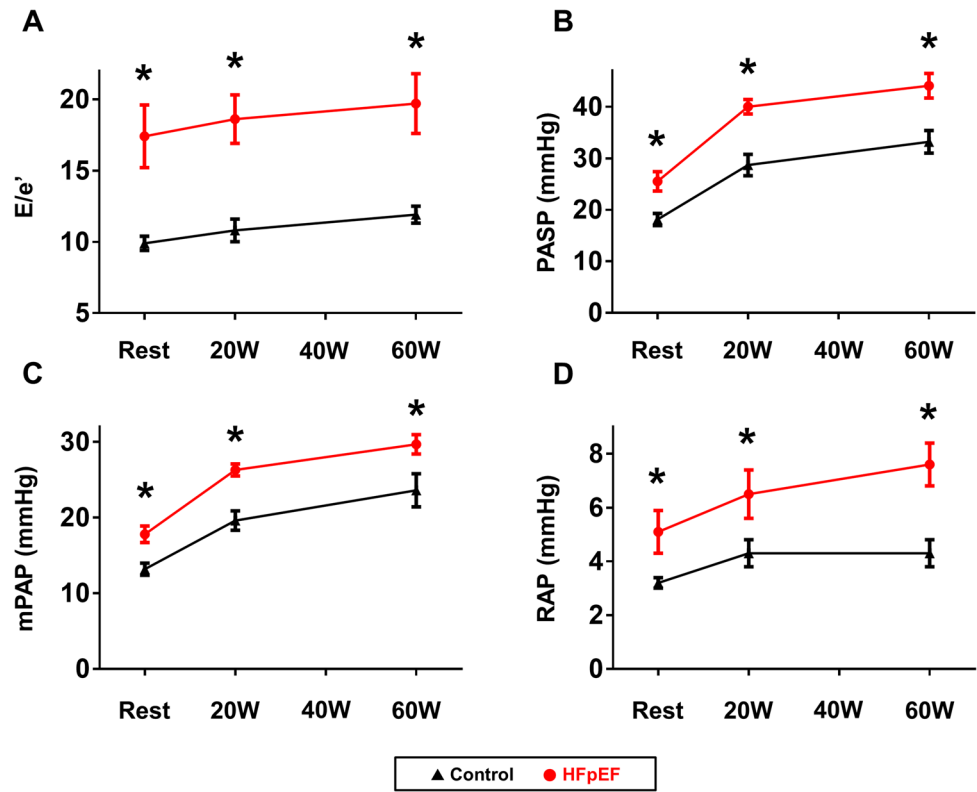 A
*
*
*
E/e’
20
15
10
5
Rest 20W 40W 60W
B
*
*
*
PASP (mmHg)
40
30
20
10
0
Rest 20W 40W 60W
C
*
*
*
mPAP (mmHg)
30
20
10
0
Rest 20W 40W 60W
D
*
*
*
RAP (mmHg)
8
6
4
2
0
Rest 20W 40W 60W
Control HFpEF